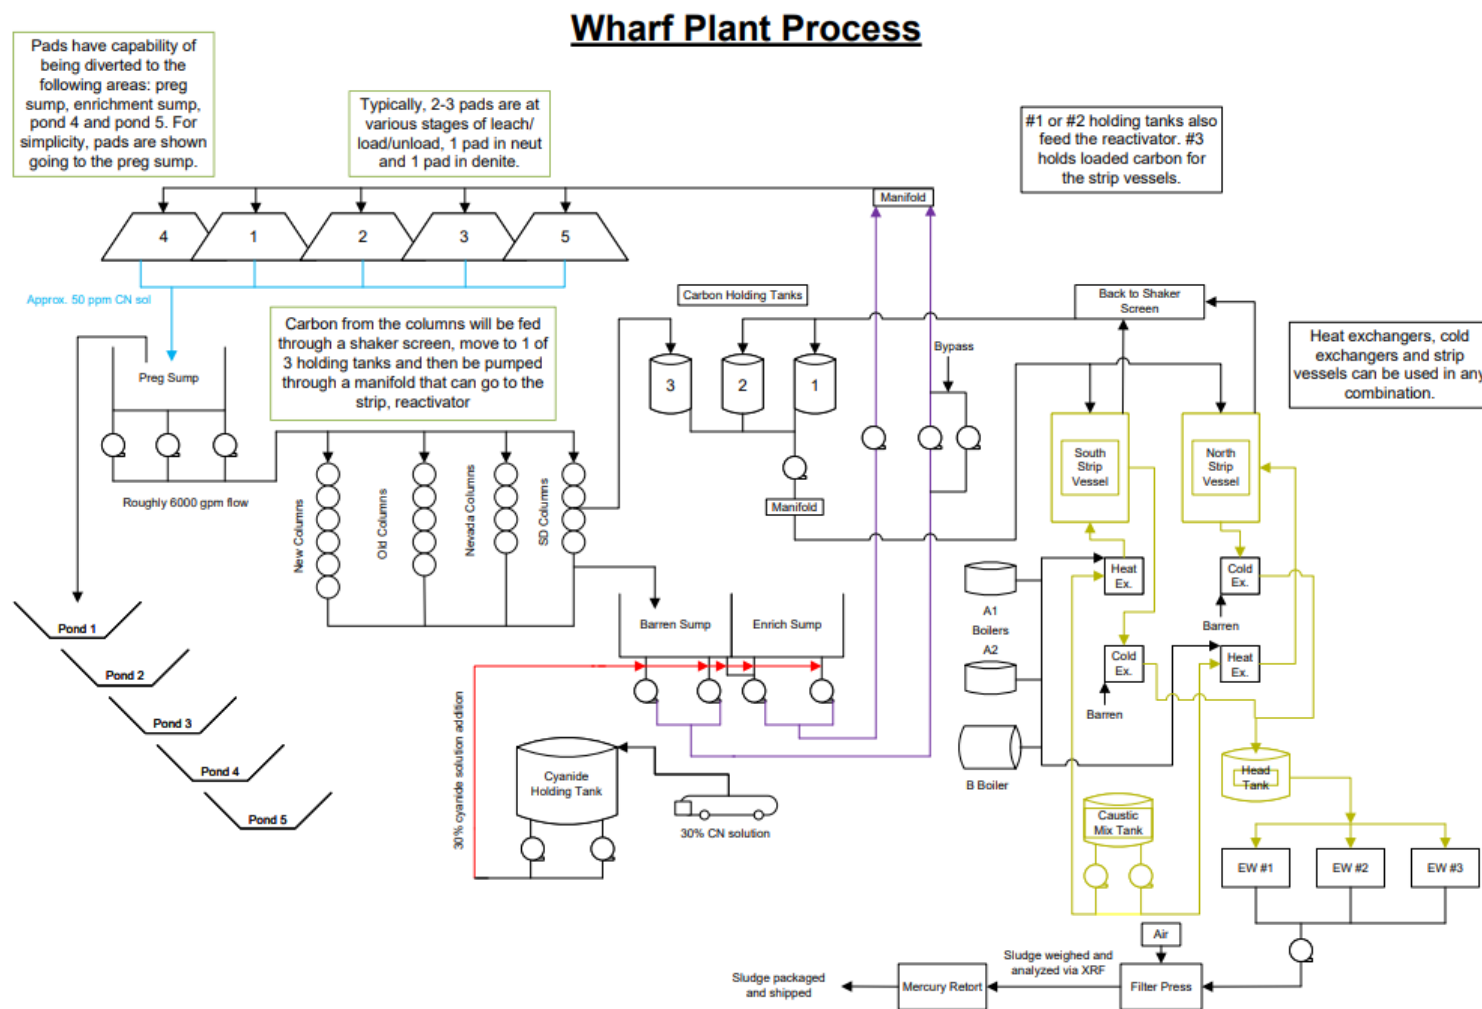 Wharf Plant Process
Pads have capability of
being diverted to the
following areas: preg
sump, enrichment sump,
pond 4 and pond 5. For
simplicity, pads are shown
going to the preg sump.
Typically, 2-3 pads are at
various stages of leach/
load/unload, 1 pad in neut
and 1 pad in denite.
#1 or #2 holding tanks also
feed the reactivator. #3
holds loaded carbon for
the strip vessels.
Manifold
4
1
2
3
5
Approx. 50 ppm CN sol
Carbon Holding Tanks
Back to Shaker
Screen
Carbon from the columns will be fed
through a shaker screen, move to 1 of
3 holding tanks and then be pumped
through a manifold that can go to the
strip, reactivator
Heat exchangers, cold
exchangers and strip
vessels can be used in any
combination.
Bypass
Preg Sump
3
2
1
South
Strip
Vessel
North
Strip
Vessel
Roughly 6000 gpm flow
New Columns
Old Columns
Nevada Columns
SD Columns
Manifold
Heat
Ex.
Cold
Ex.
A1
Boilers
A2
Barren
Pond 1
Pond 2
Pond 3
Pond 4
Pond 5
Barren Sump
Enrich Sump
Cold
Ex.
Heat
Ex.
Barren
30% cyanide solution addition
Cyanide
Holding Tank
30% CN solution
B Boiler
Head
Tank
Caustic
Mix Tank
EW #1
EW #2
EW #3
Air
Sludge weighed and
analyzed via XRF
Sludge packaged
and shipped
Mercury Retort
Filter Press